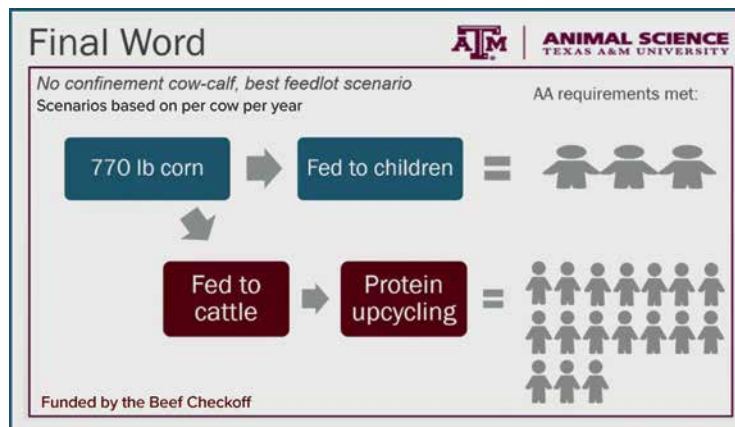 Final Word
ATM
ANIMAL SCIENCE
TEXAS A&M UNIVERSITY
No confinement cow-calf, best feedlot scenario
Scenarios based on per cow per year
AA requirements met:
770 lb corn
Fed to children
=
Fed to
cattle
Protein
upcycling
=
Funded by the Beef Checkoff